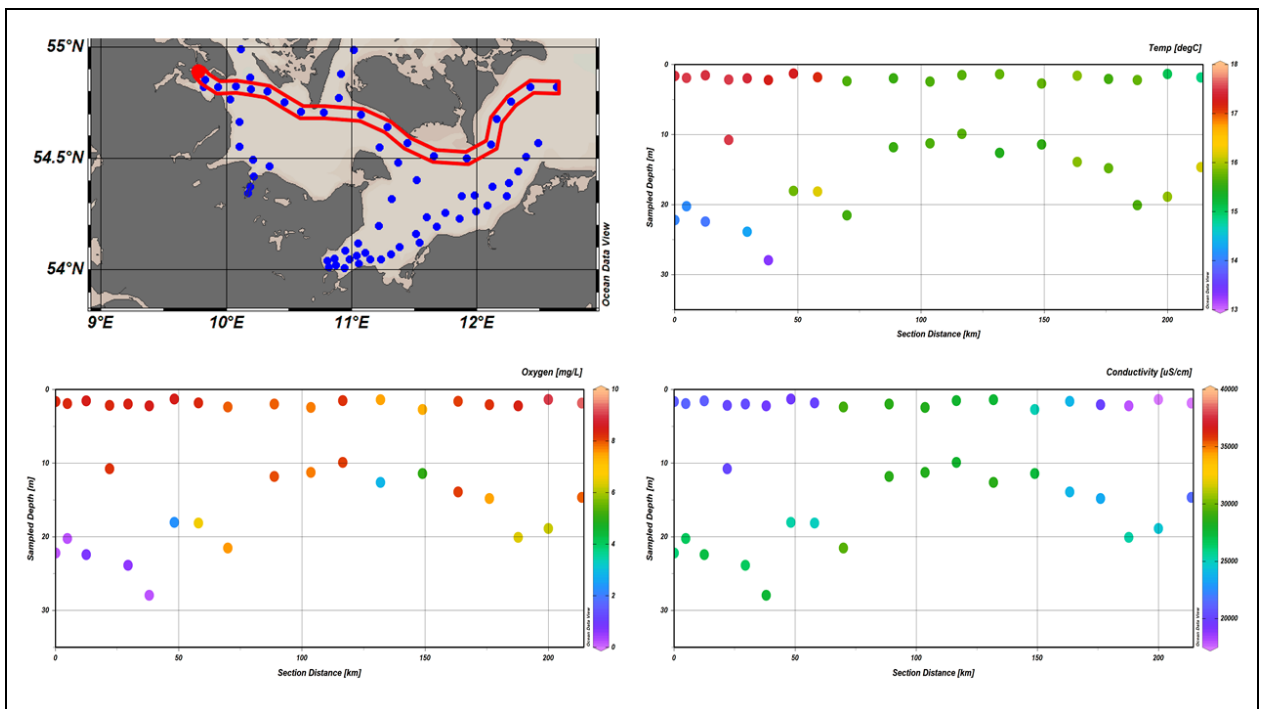 55°N
54.5°N
54°N
9°E
10°E
11°E
12°E
Ocean Data View
Temp [degC]
0
10
20
30
Sampled Depth [m]
0
50
100
150
200
Section Distance [km]
18
17
16
15
14
13
Ocean Data View
Oxygen [mg/L]
0
10
20
30
Sampled Depth [m]
0
50
100
150
200
Section Distance [km]
10
8
6
4
2
0
Ocean Data View
Conductivity [uS/cm]
0
10
20
30
Sampled Depth [m]
0
50
100
150
200
Section Distance [km]
40000
35000
30000
25000
20000
Ocean Data View